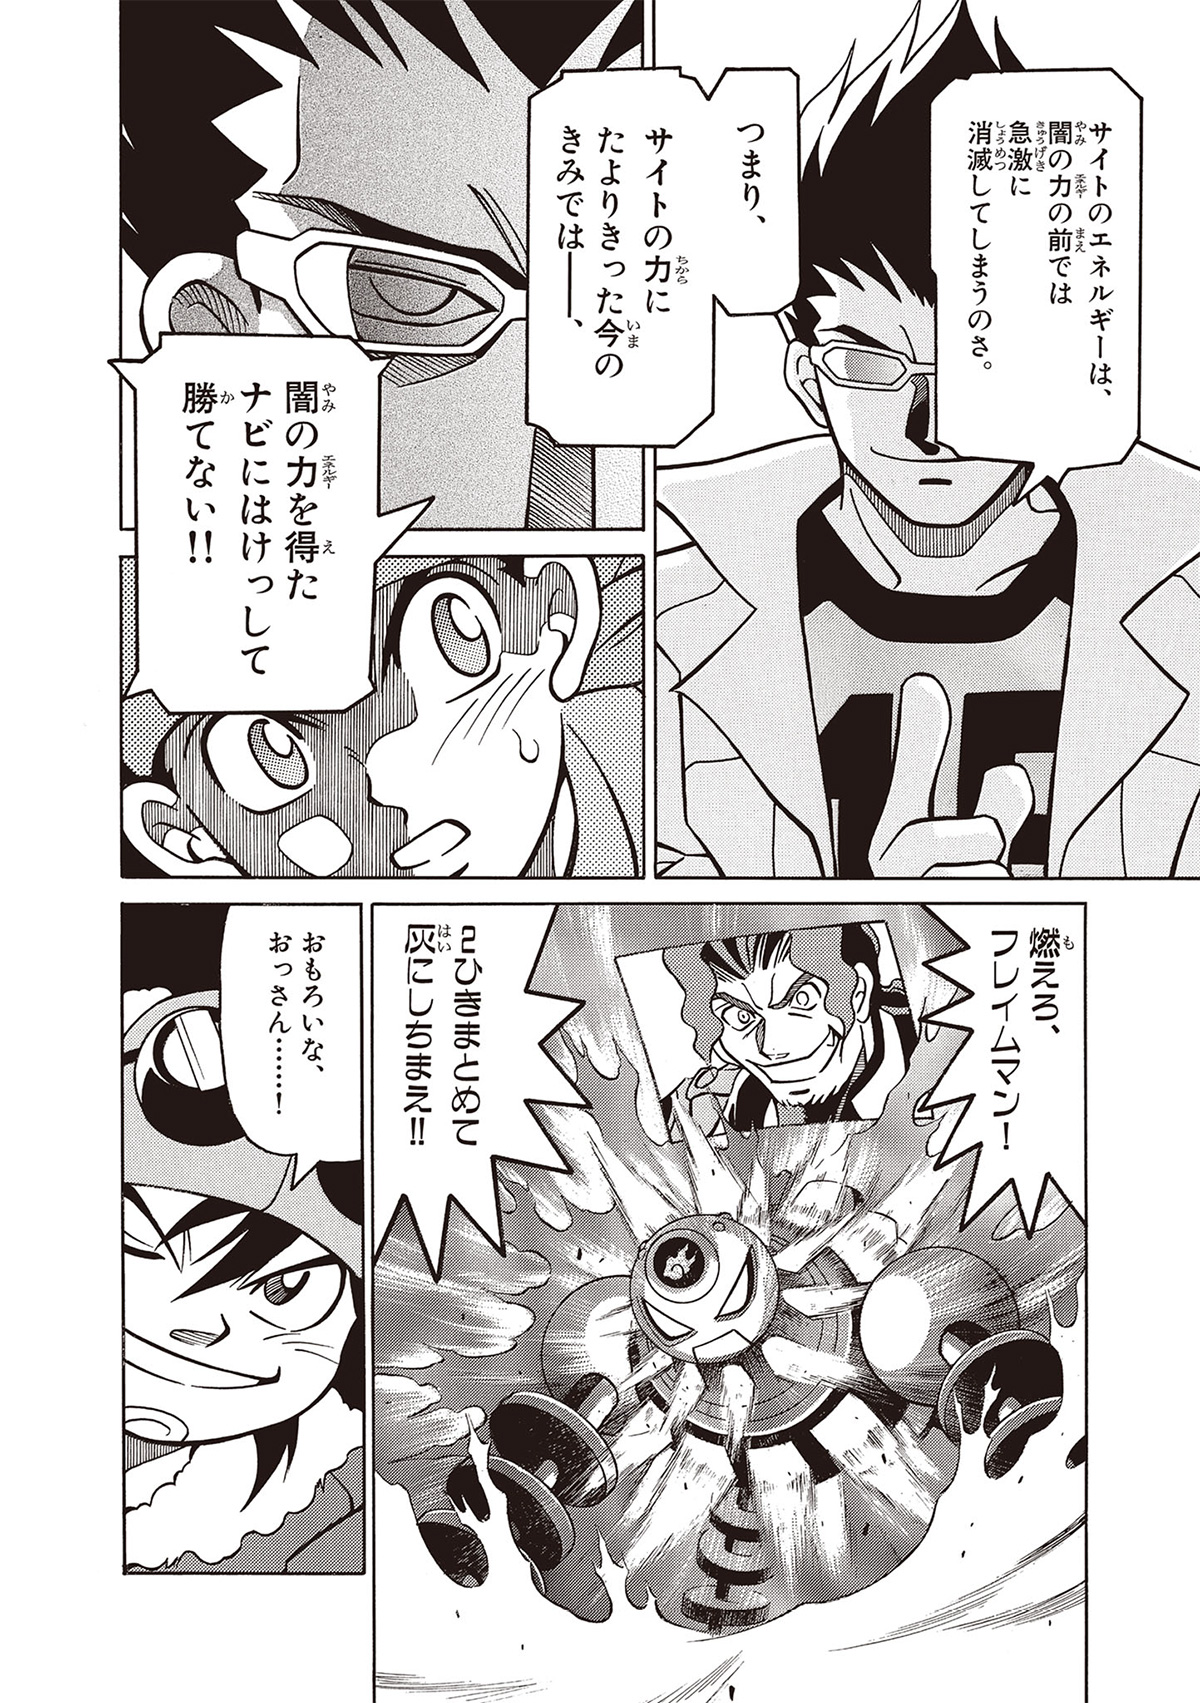 サイトのエネルギーは、
闇の力の前では
急激に
消滅してしまうのさ。
つまり、
サイトの力に
たよりきった今の
きみでは――、
闇の力を得た
ナビにはけっして
勝てない!!
燃えろ、
フレイムマン!
2ひきまとめて
灰にしちまえ!!
おもろいな、
おっさん……!